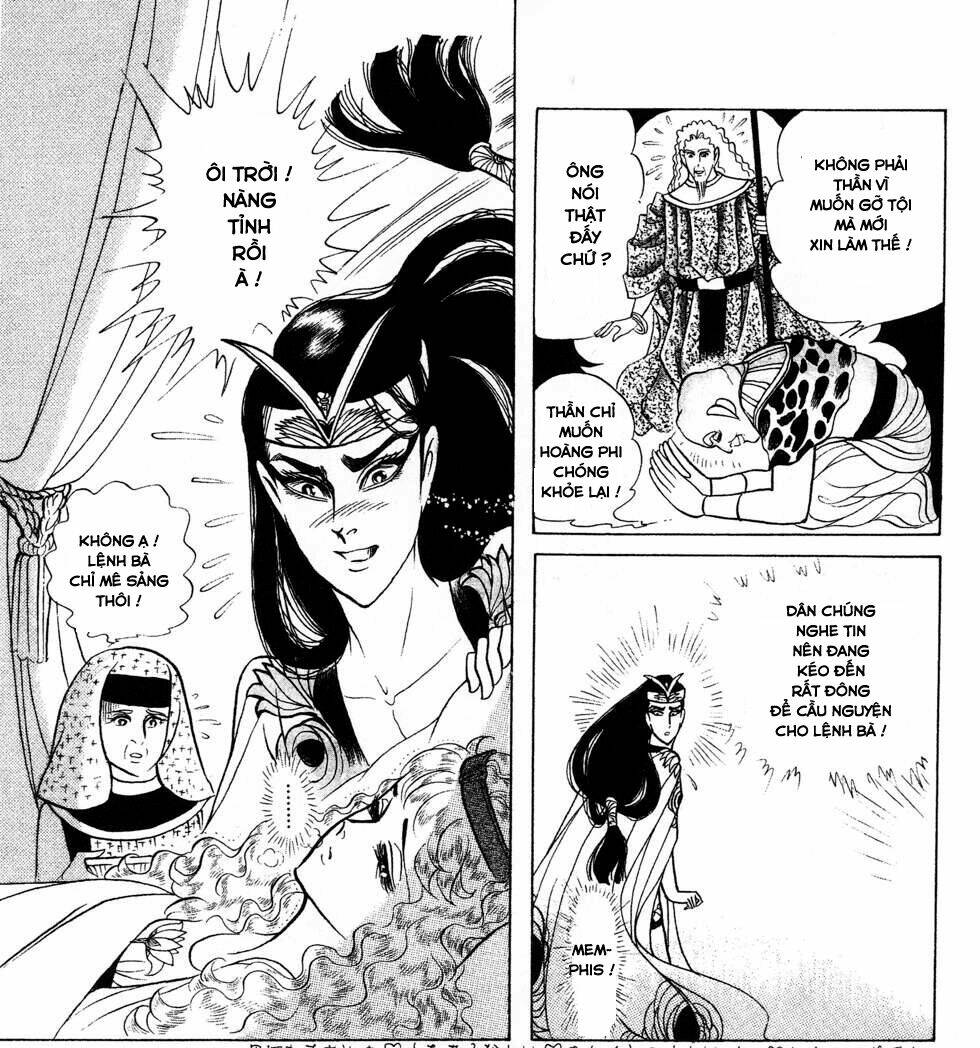 KHÔNG PHẢI
THẦN VÌ
MUỐN GỠ TỘI
MÀ MỚI
XIN LÀM THẾ !
ÔNG
NÓI
THẬT
ĐẤY
CHỨ ?
THẦN CHỈ
MUỐN
HOÀNG PHI
CHÓNG
KHỎE LẠI !
DÂN CHÚNG
NGHE TIN
NÊN ĐANG
KÉO ĐẾN
RẤT ĐÔNG
ĐỂ CẦU NGUYỆN
CHO LỆNH BÀ !
MEM-
PHIS !
ÔI TRỜI !
NÀNG
TỈNH
RỒI
À !
KHÔNG Ạ !
LỆNH BÀ
CHỈ MÊ SẢNG
THÔI !
.........